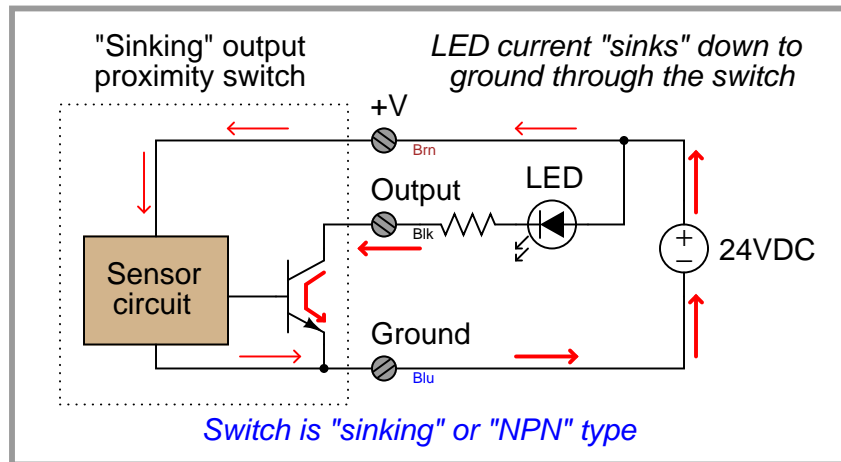 "Sinking" output
proximity switch
LED current "sinks" down to
ground through the switch
+V
Brn
Output
LED
Blk
24VDC
Sensor
circuit
Ground
Blu
Switch is "sinking" or "NPN" type